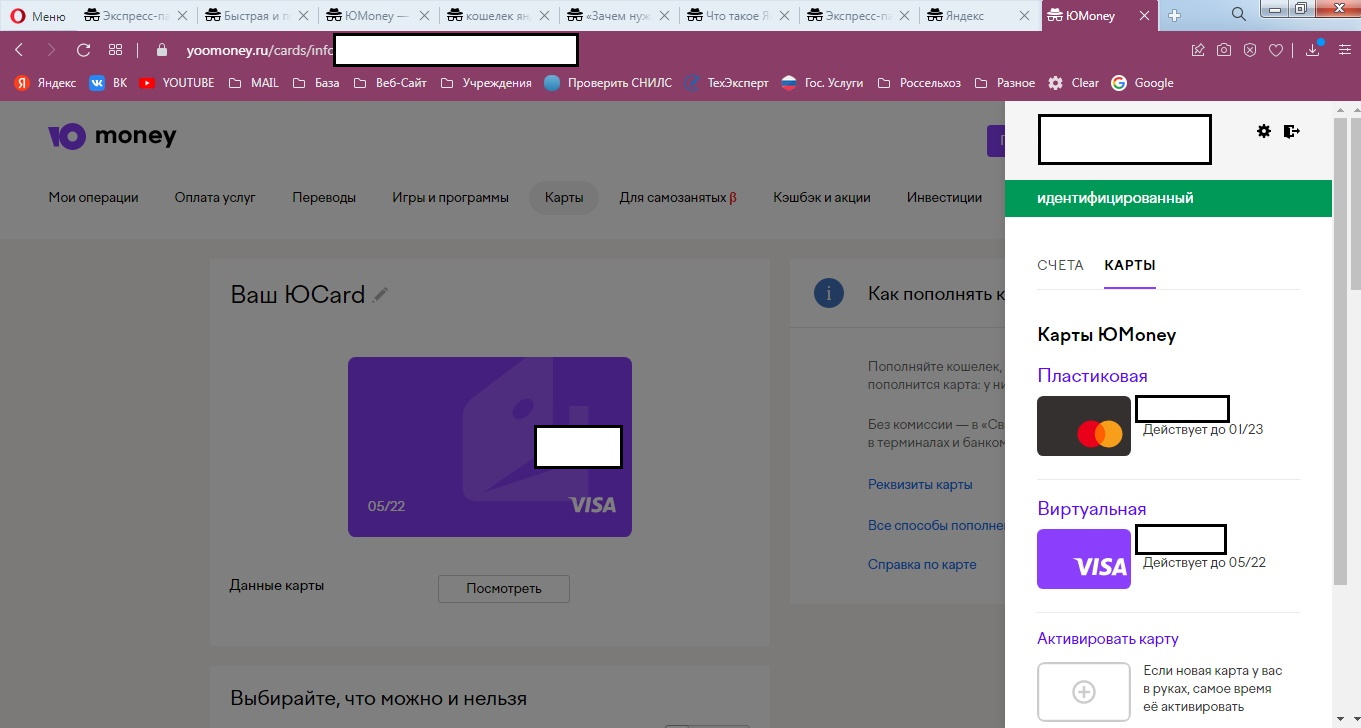 Меню
Экспресс-па
Быстрая и п
ЮMoney —
кошелек ян
«Зачем нуж
Что такое Я
Экспресс-па
Яндекс
ЮMoney
yoomoney.ru/cards/info
Яндекс
ВК
YOUTUBE
MAIL
База
Веб-Сайт
Учреждения
Проверить СНИЛС
ТехЭксперт
Гос. Услуги
Россельхоз
Разное
Clear
Google
Ю money
Мои операции
Оплата услуг
Переводы
Игры и программы
Карты
Для самозанятых β
Кэшбэк и акции
Инвестиции
Ваш ЮCard
05/22
VISA
Данные карты
Посмотреть
Выбирайте, что можно и нельзя
Как пополнять к
Пополняйте кошелек,
пополнится карта: у ни
Без комиссии — в «Св
в терминалах и банком
Реквизиты карты
Все способы пополне
Справка по карте
идентифицированный
СЧЕТА
КАРТЫ
Карты ЮMoney
Пластиковая
Действует до 01/23
Виртуальная
VISA
Действует до 05/22
Активировать карту
Если новая карта у вас
в руках, самое время
её активировать